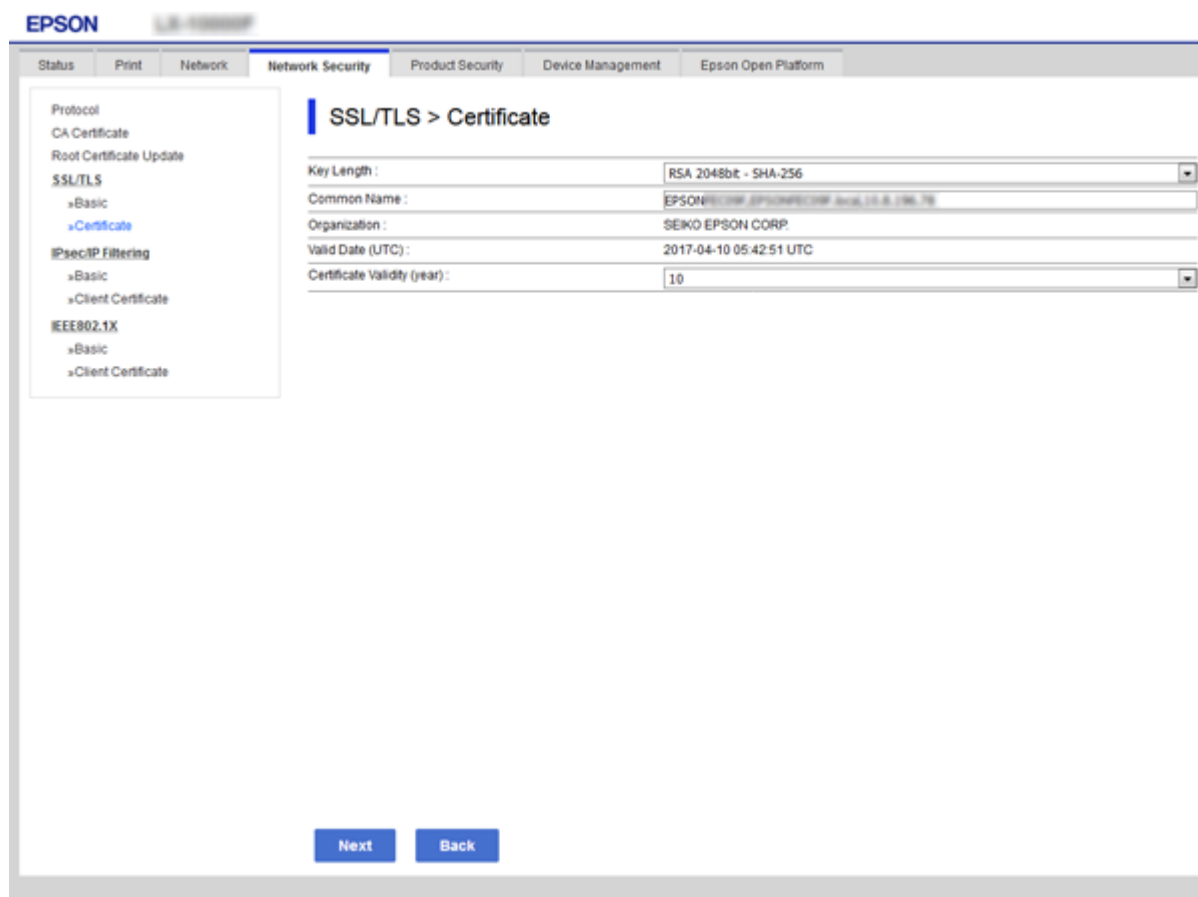 EPSON
Status Print Network Network Security Product Security Device Management Epson Open Platform
Protocol
CA Certificate
Root Certificate Update
SSL/TLS
»Basic
»Certificate
IPsec/IP Filtering
»Basic
»Client Certificate
IEEE802.1X
»Basic
»Client Certificate
SSL/TLS > Certificate
Key Length : RSA 2048bit - SHA-256
Common Name : EPSON
Organization : SEIKO EPSON CORP.
Valid Date (UTC) : 2017-04-10 05:42:51 UTC
Certificate Validity (year) : 10
Next Back